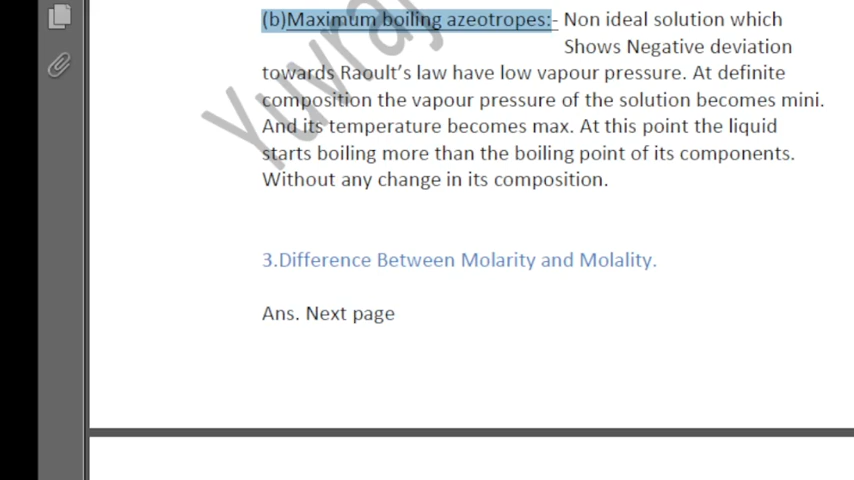 (b)Maximum boiling azeotropes:- Non ideal solution which
Shows Negative deviation
towards Raoult's law have low vapour pressure. At definite
composition the vapour pressure of the solution becomes mini.
And its temperature becomes max. At this point the liquid
starts boiling more than the boiling point of its components.
Without any change in its composition.
3.Difference Between Molarity and Molality.
Ans. Next page
Yuvraj